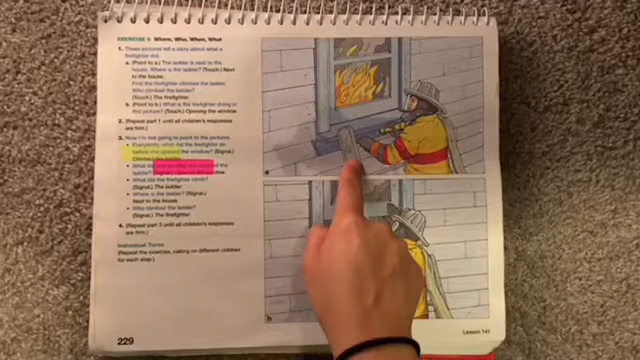 EXERCISE 5 Where, Who, When, What
1. These pictures tell a story about what a
firefighter did.
a. (Point to a.) The ladder is next to the
house. Where is the ladder? (Touch.) Next
to the house.
Find the firefighter climbed the ladder.
Who climbed the ladder?
(Touch.) The firefighter.
b. (Point to b.) What is the firefighter doing in
this picture? (Touch.) Opening the window.
2. (Repeat part 1 until all children's responses
are firm.)
3. Now I'm not going to point to the pictures.
• Everybody, what did the firefighter do
before she opened the window? (Signal.)
Climbed the ladder.
• What did the
ladder? (Signal.) Opened the window.
• What did the firefighter climb?
(Signal.) The ladder.
• Where is the ladder? (Signal.)
Next to the house.
• Who climbed the ladder?
(Signal.) The firefighter.
4. (Repeat part 3 until all children's responses
are firm.)
Individual Turns
(Repeat the exercise, calling on different children
for each step.)
a
b
229
Lesson 141